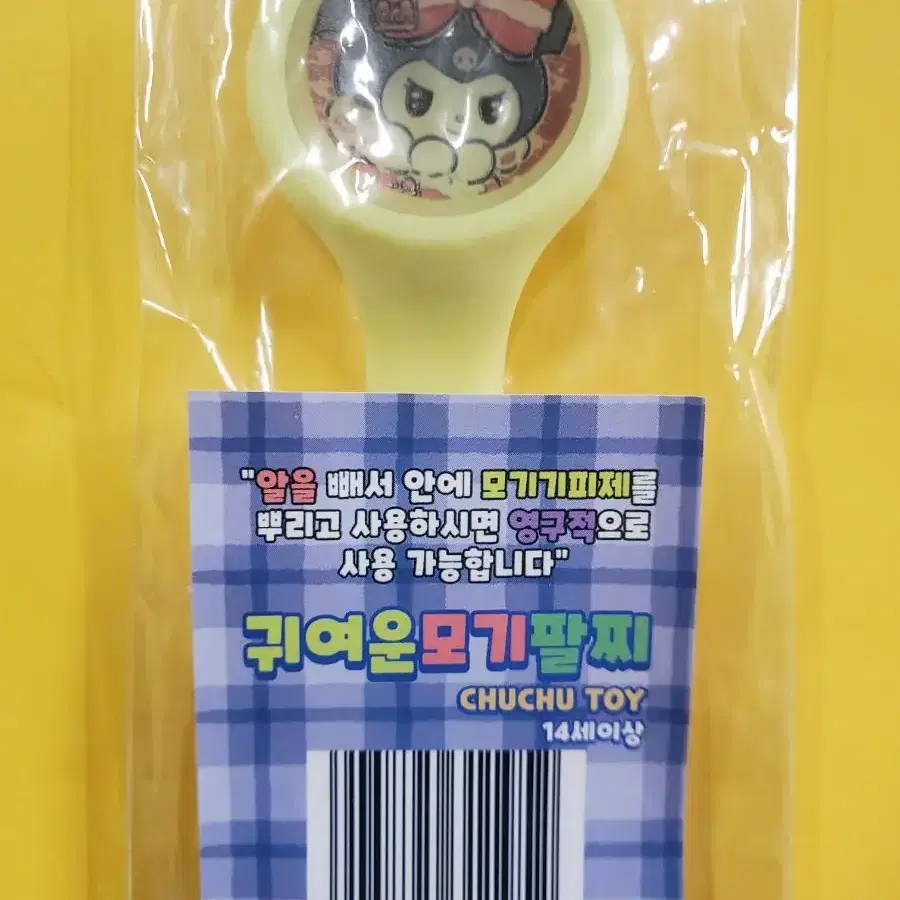 "알을 빼서 안에 모기기피제를
뿌리고 사용하시면 영구적으로
사용 가능합니다"
귀여운모기팔찌
CHUCHU TOY
14세이상